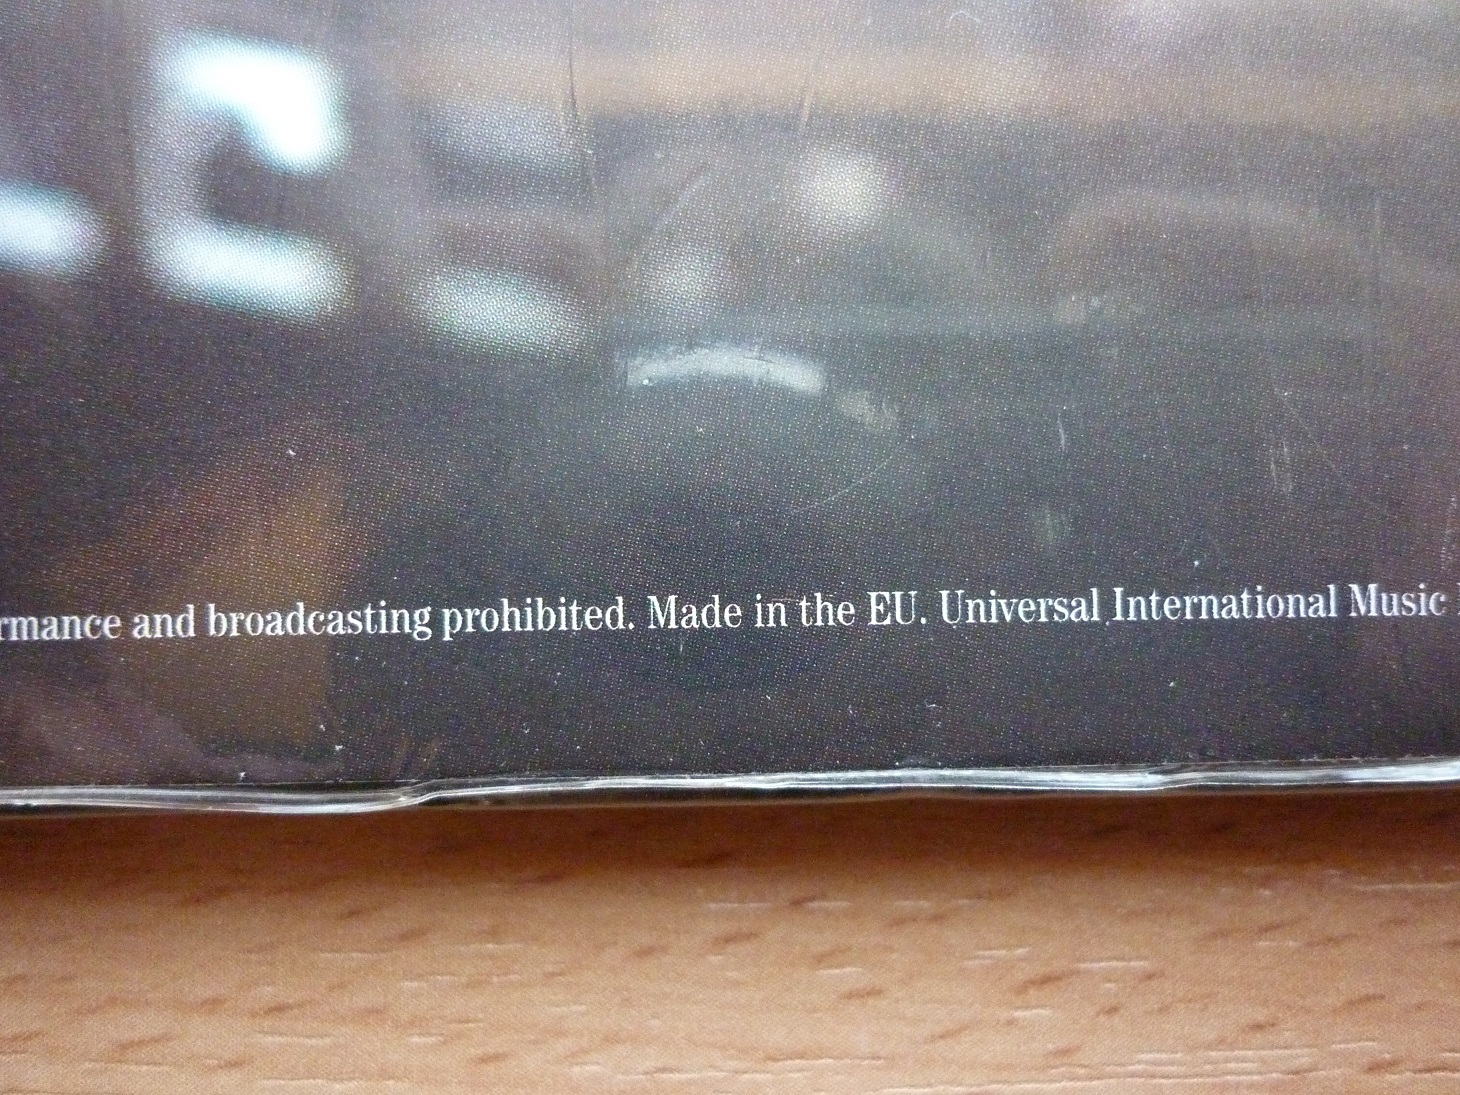 rmance and broadcasting prohibited. Made in the EU. Universal International Music